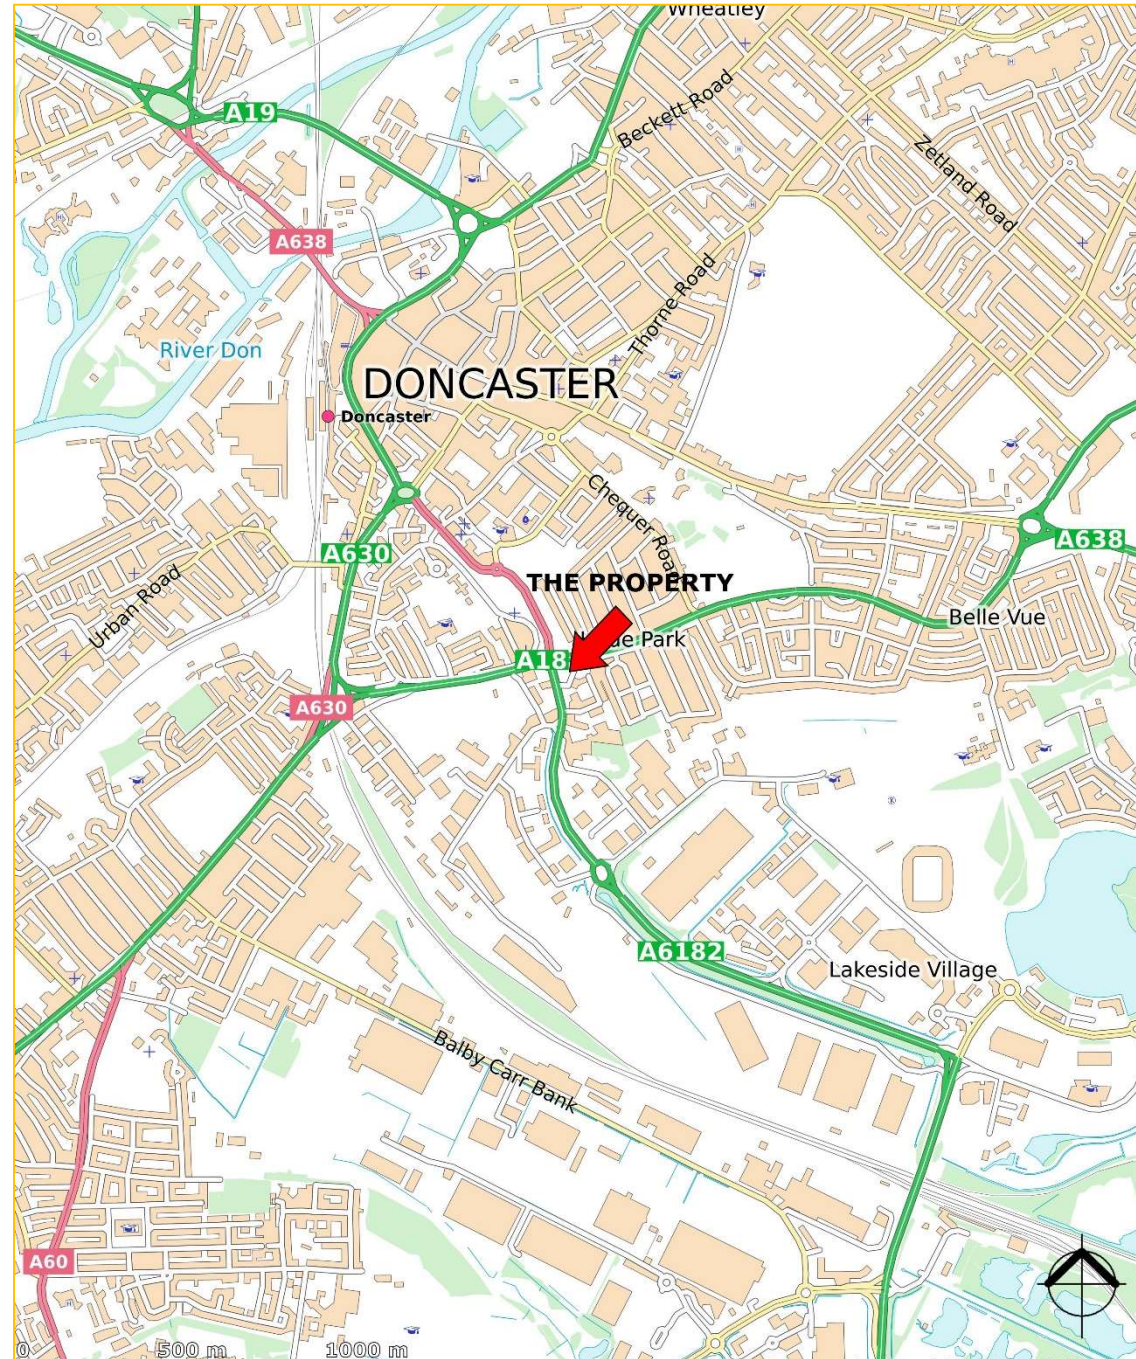 Wheatley
A19
Beckett Road
Zetland Road
A638
Thorne Road
River Don
DONCASTER
Doncaster
Chequer Road
A630
A638
THE PROPERTY
Urban Road
Belle Vue
Park
A18
A630
A6182
Lakeside Village
Balby Carr Bank
A60
0 500 m 1000 m